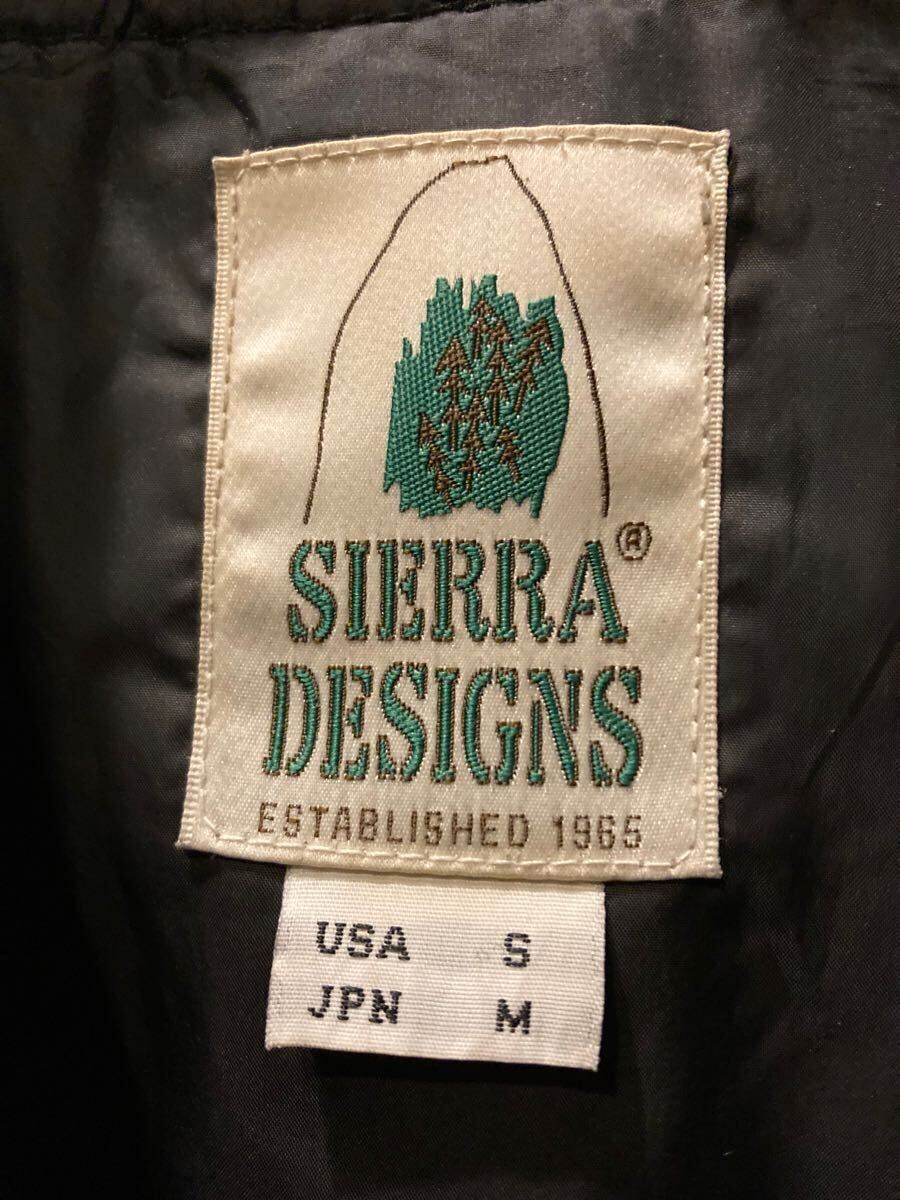 SIERRA®
DESIGNS
ESTABLISHED 1965
USA S
JPN M